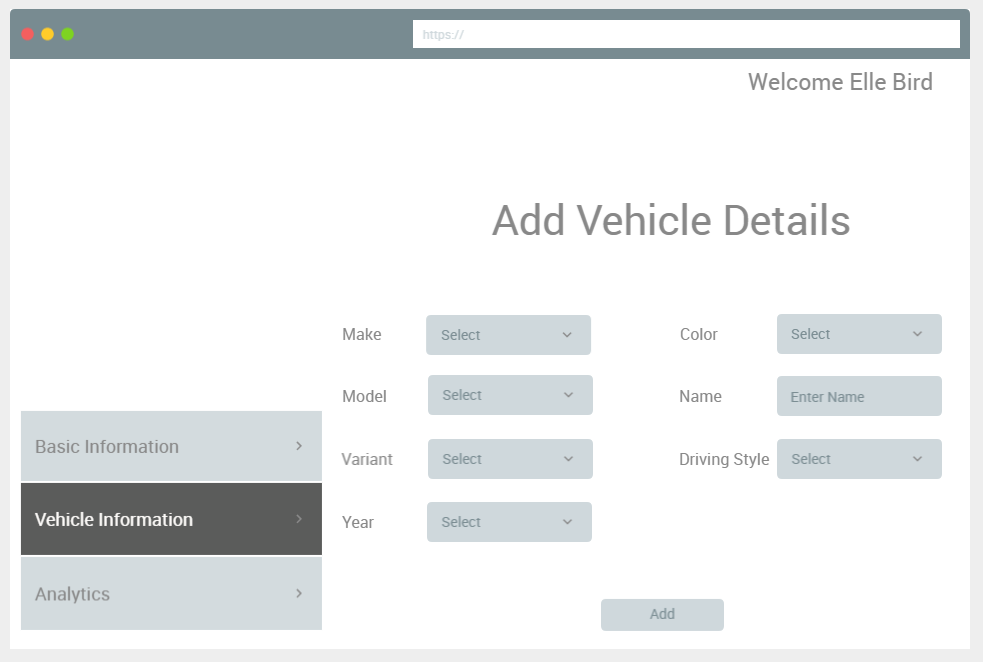 https://
Welcome Elle Bird
Add Vehicle Details
Make
Select
Color
Select
Model
Select
Name
Enter Name
Variant
Select
Driving Style
Select
Year
Select
Basic Information
Vehicle Information
Analytics
Add